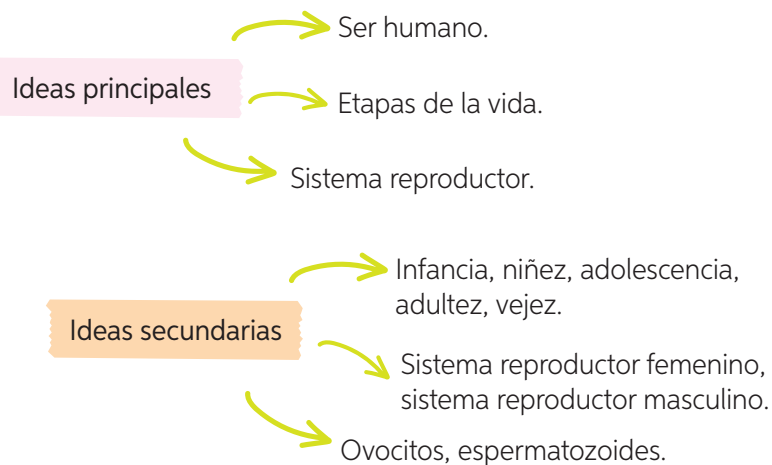 Ser humano.
Ideas principales
Etapas de la vida.
Sistema reproductor.
Infancia, niñez, adolescencia,
adultez, vejez.
Ideas secundarias
Sistema reproductor femenino,
sistema reproductor masculino.
Ovocitos, espermatozoides.